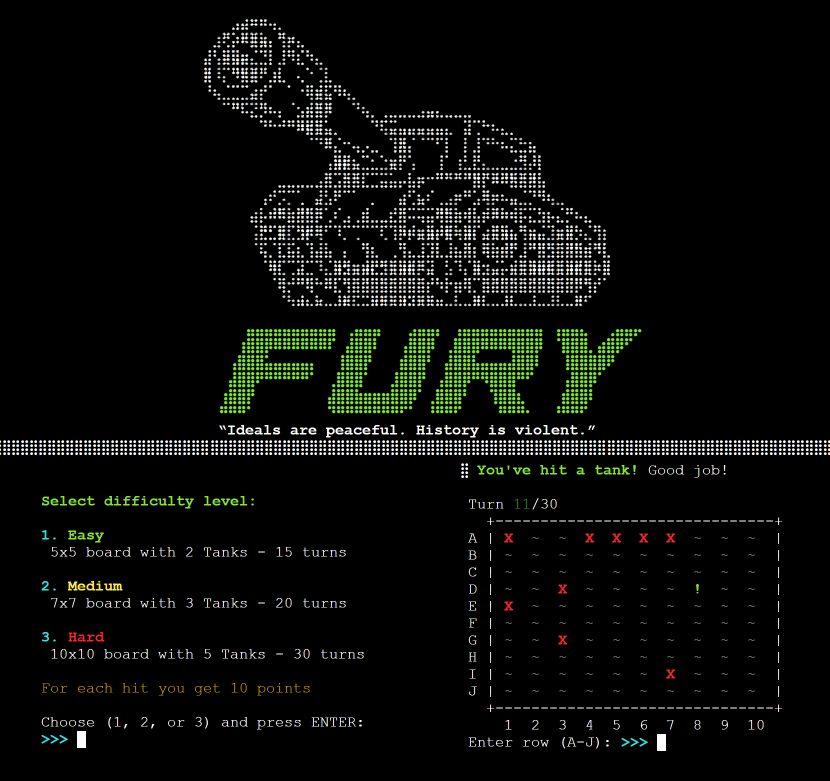 FURY
“Ideals are peaceful. History is violent.”
Select difficulty level:
1. Easy
5x5 board with 2 Tanks - 15 turns
2. Medium
7x7 board with 3 Tanks - 20 turns
3. Hard
10x10 board with 5 Tanks - 30 turns
For each hit you get 10 points
Choose (1, 2, or 3) and press ENTER:
>>>
You've hit a tank! Good job!
Turn 11/30
+--------------------------------+
A | X ~ ~ X X X X ~ ~ ~ |
B | ~ ~ ~ ~ ~ ~ ~ ~ ~ ~ |
C | ~ ~ ~ ~ ~ ~ ~ ~ ~ ~ |
D | ~ ~ X ~ ~ ~ ~ ! ~ ~ |
E | X ~ ~ ~ ~ ~ ~ ~ ~ ~ |
F | ~ ~ ~ ~ ~ ~ ~ ~ ~ ~ |
G | ~ ~ X ~ ~ ~ ~ ~ ~ ~ |
H | ~ ~ ~ ~ ~ ~ ~ ~ ~ ~ |
I | ~ ~ ~ ~ ~ ~ X ~ ~ ~ |
J | ~ ~ ~ ~ ~ ~ ~ ~ ~ ~ |
+--------------------------------+
1 2 3 4 5 6 7 8 9 10
Enter row (A-J): >>>